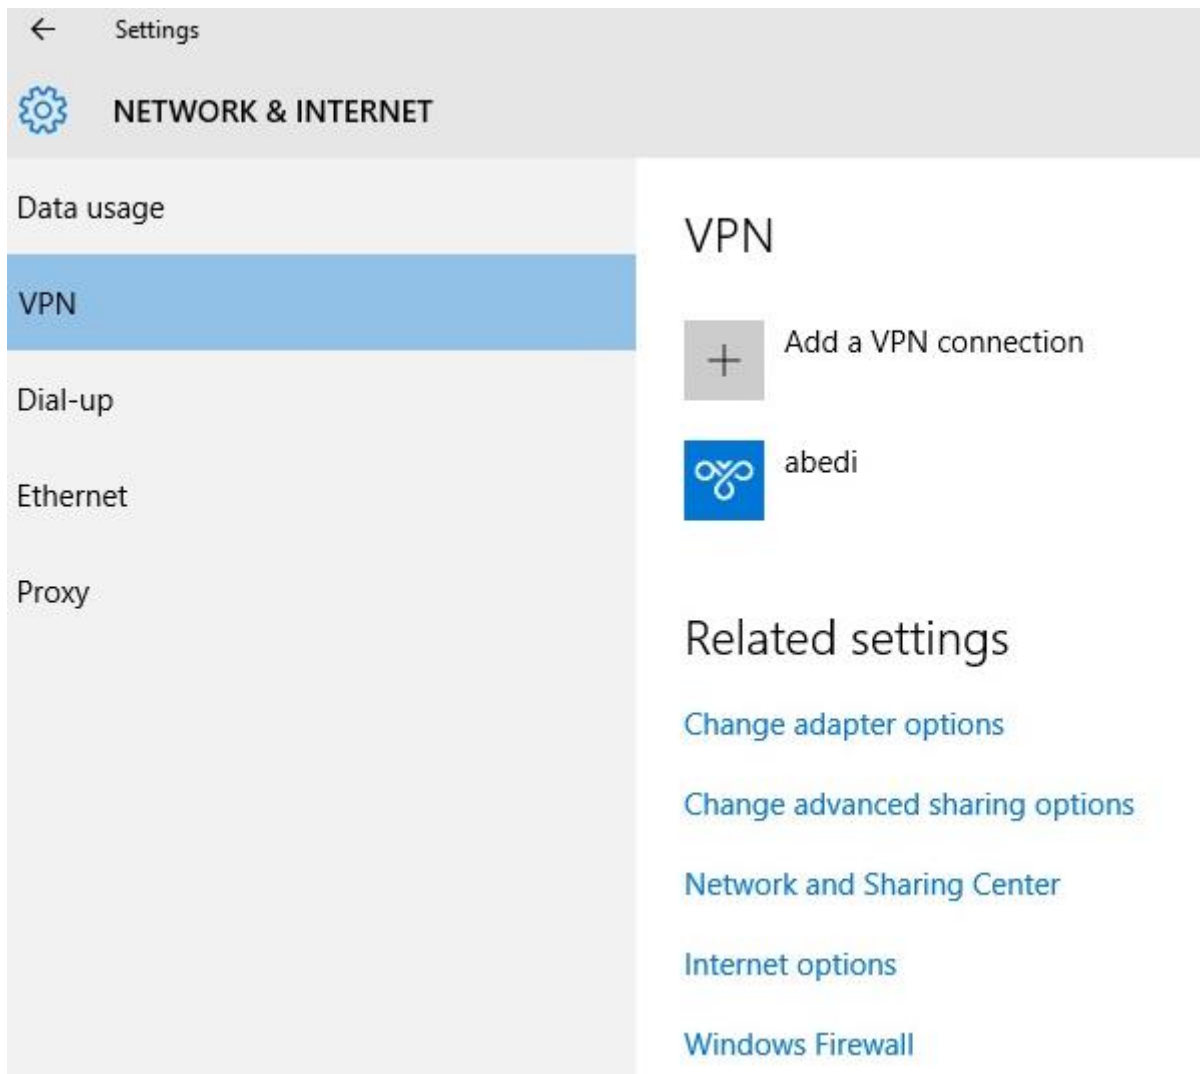 Settings
NETWORK & INTERNET
Data usage
VPN
Dial-up
Ethernet
Proxy
VPN
Add a VPN connection
abedi
Related settings
Change adapter options
Change advanced sharing options
Network and Sharing Center
Internet options
Windows Firewall